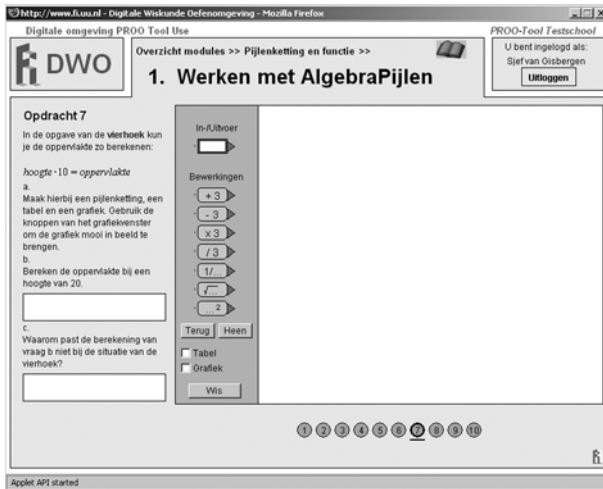 http://www.fi.uu.nl - Digitale Wiskunde Oefenomgeving - Mozilla Firefox
Digitale omgeving PROO Tool Use
PROO-Tool Testschool
DWO
Overzicht modules >> Pijlenketting en functie >>
1. Werken met AlgebraPijlen
U bent ingelogd als:
Sjef van Gisbergen
Uitloggen
Opdracht 7
In de opgave van de vierhoek kun
je de oppervlakte zo berekenen:
hoogte · 10 = oppervlakte
a.
Maak hierbij een pijlenketting, een
tabel en een grafiek. Gebruik de
knoppen van het grafiekvenster
om de grafiek mooi in beeld te
brengen.
b.
Bereken de oppervlakte bij een
hoogte van 20.
c.
Waarom past de berekening van
vraag b niet bij de situatie van de
vierhoek?
In-/Uitvoer
Bewerkingen
+ 3
- 3
x 3
/ 3
1/...
√...
...²
Terug Heen
Tabel
Grafiek
Wis
1 2 3 4 5 6 7 8 9 10
Applet API started